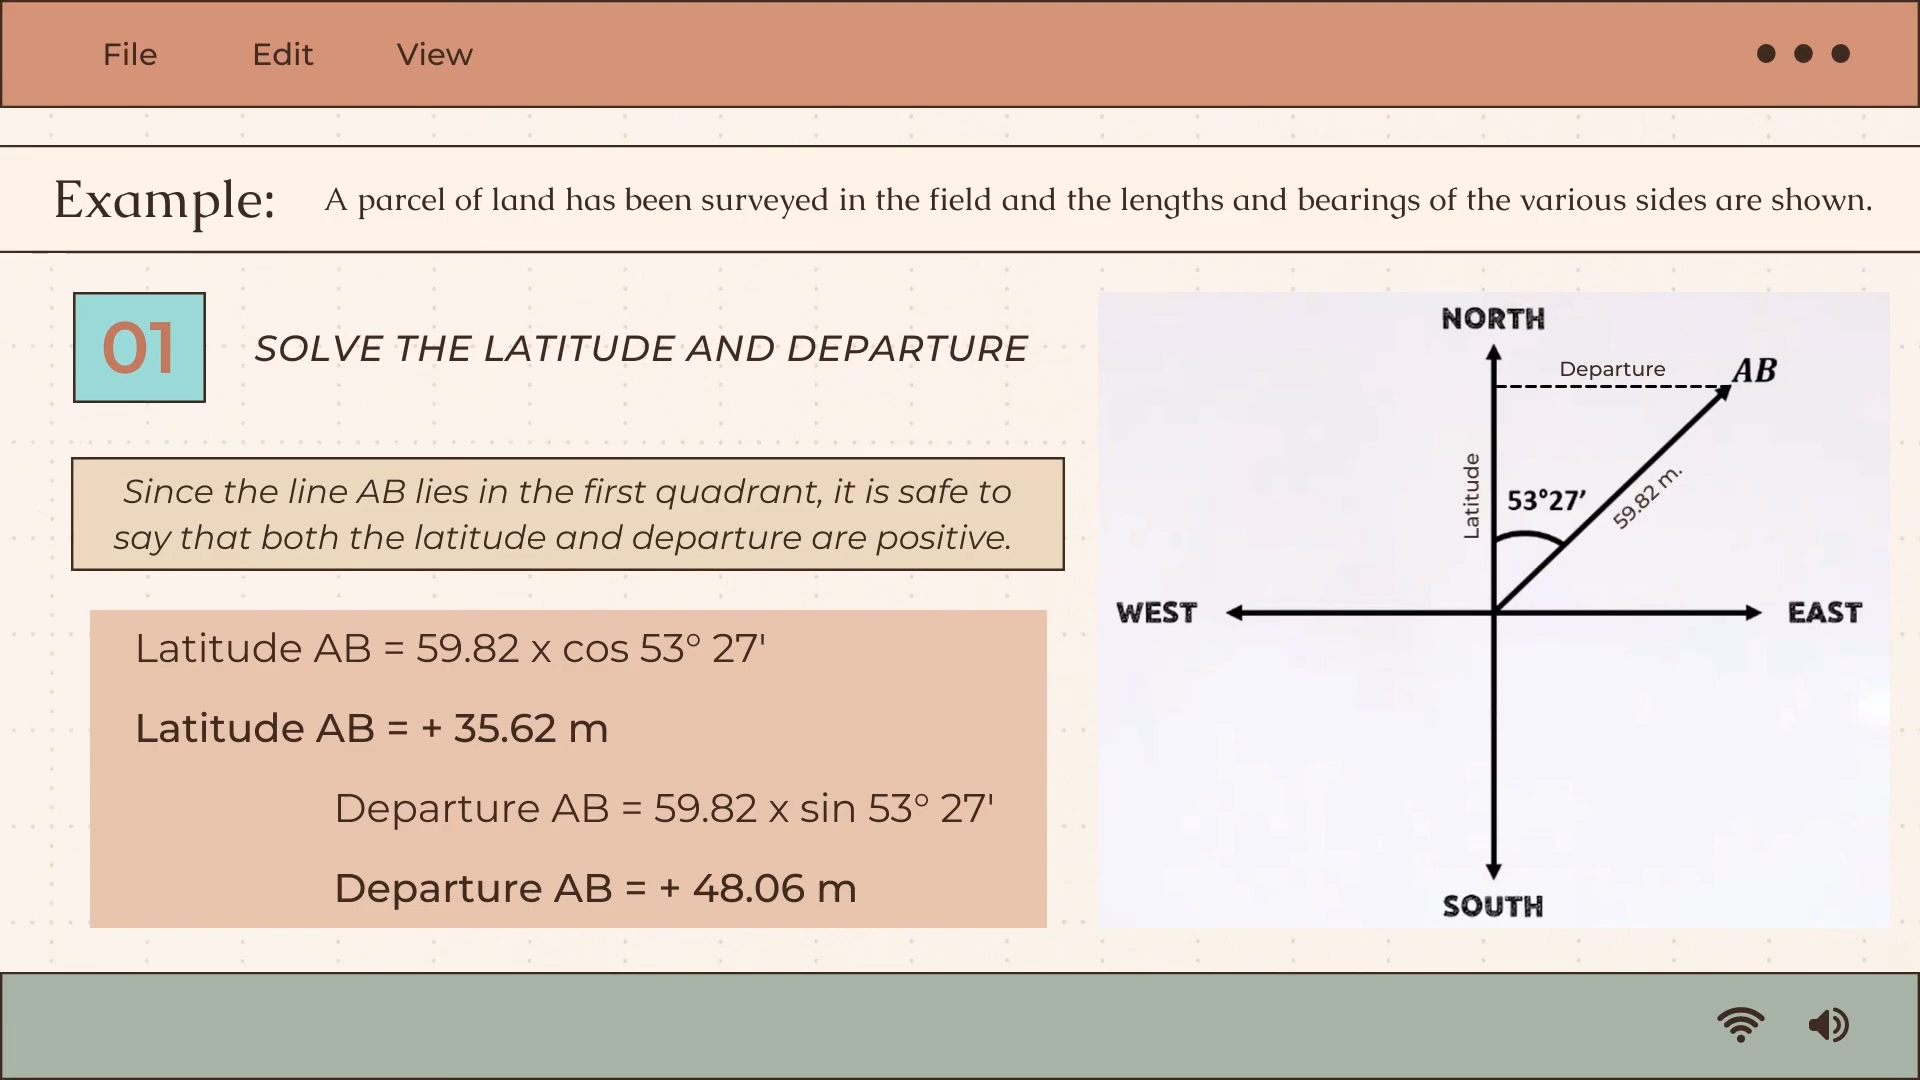 File Edit View
Example: A parcel of land has been surveyed in the field and the lengths and bearings of the various sides are shown.
01 SOLVE THE LATITUDE AND DEPARTURE
Since the line AB lies in the first quadrant, it is safe to
say that both the latitude and departure are positive.
Latitude AB = 59.82 x cos 53° 27'
Latitude AB = + 35.62 m
Departure AB = 59.82 x sin 53° 27'
Departure AB = + 48.06 m
NORTH
Departure
AB
Latitude
53°27’
59.82 m.
WEST
EAST
SOUTH